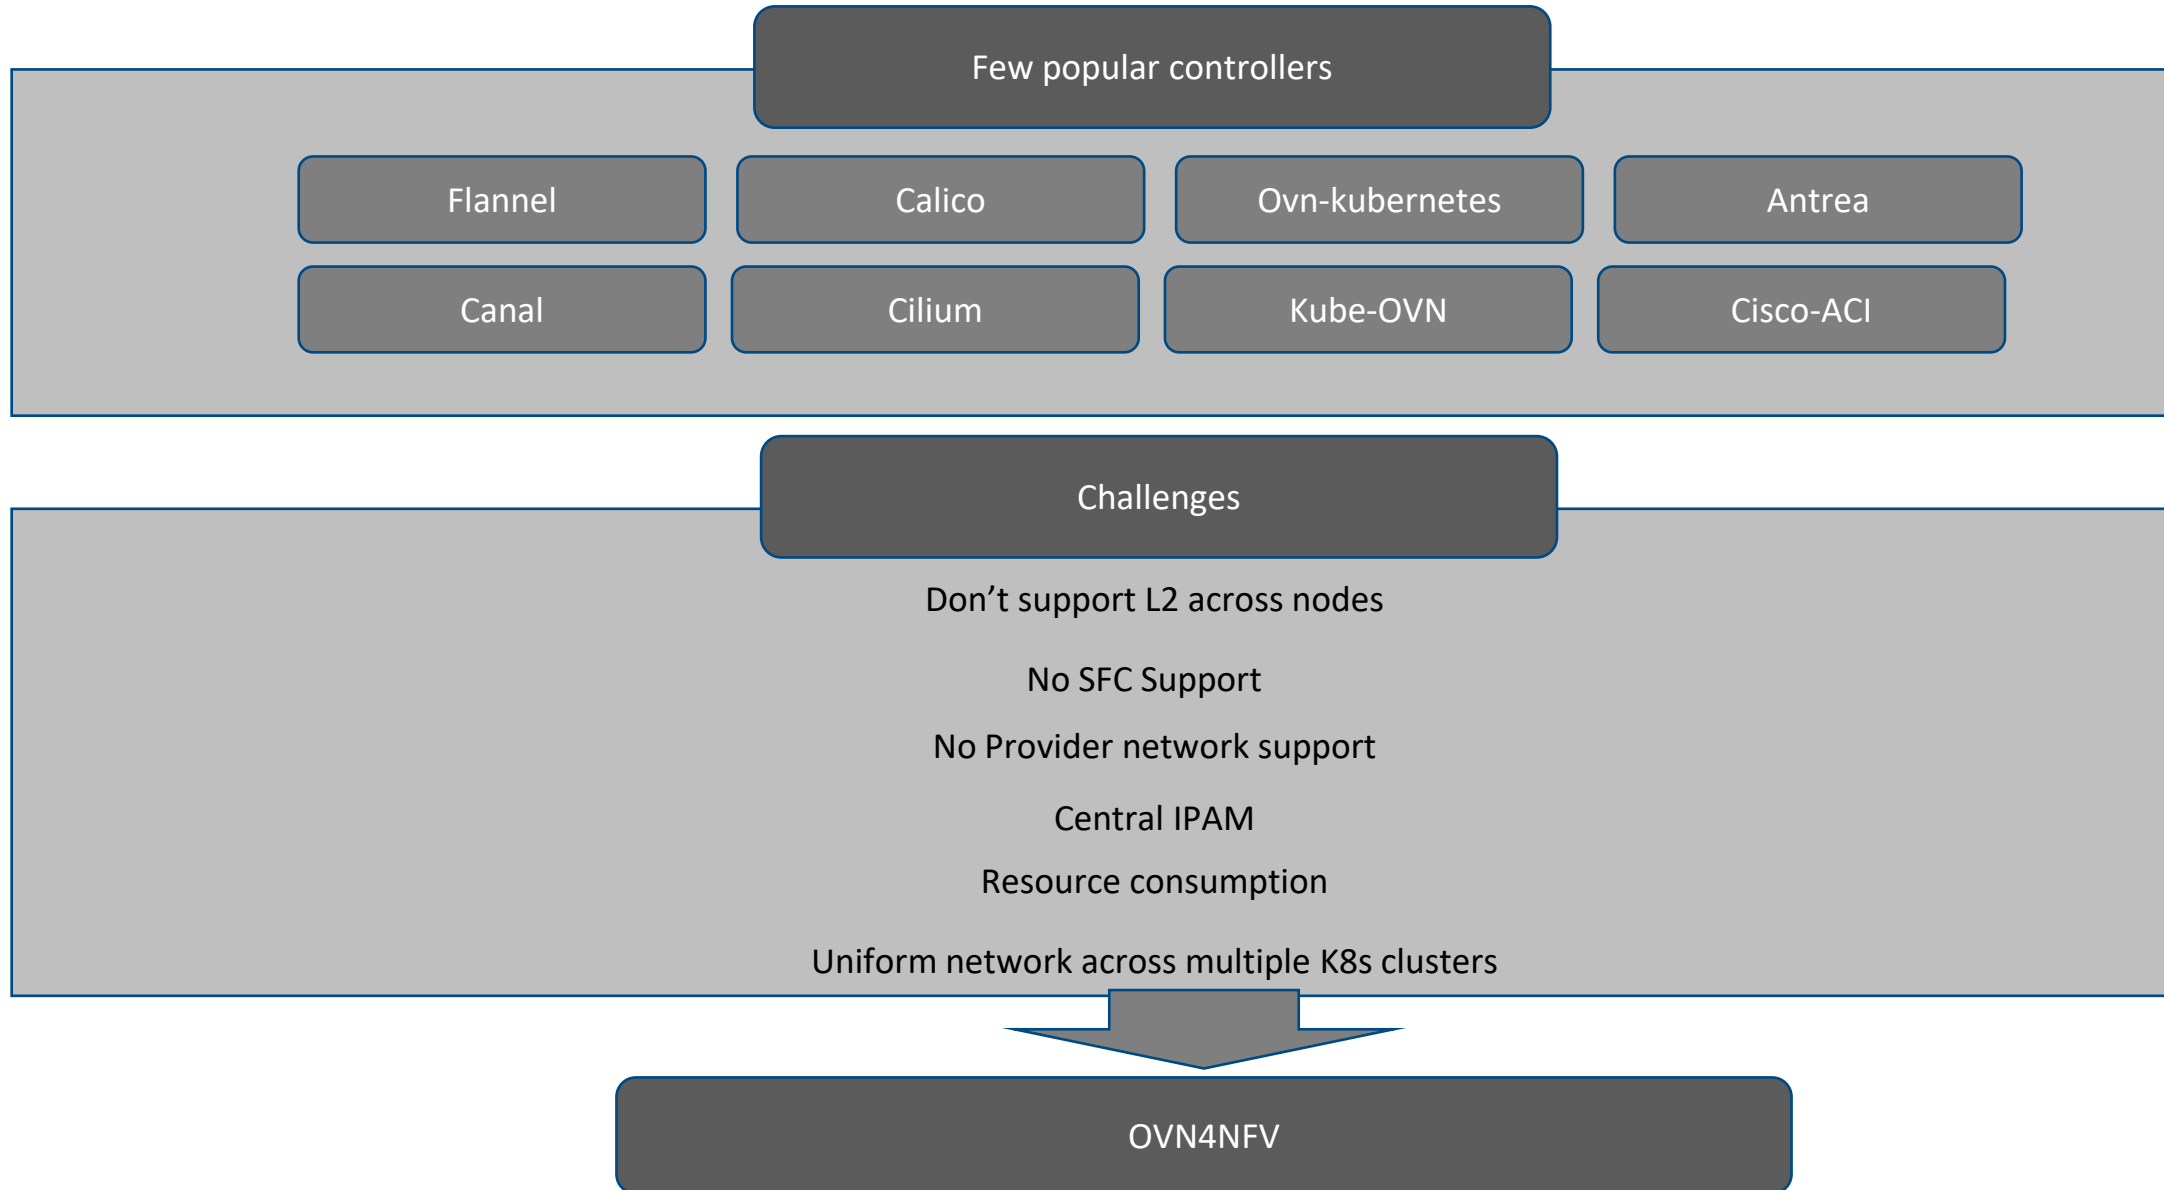 Few popular controllers
Flannel
Calico
Ovn-kubernetes
Antrea
Canal
Cilium
Kube-OVN
Cisco-ACI
Challenges
Don’t support L2 across nodes
No SFC Support
No Provider network support
Central IPAM
Resource consumption
Uniform network across multiple K8s clusters
OVN4NFV